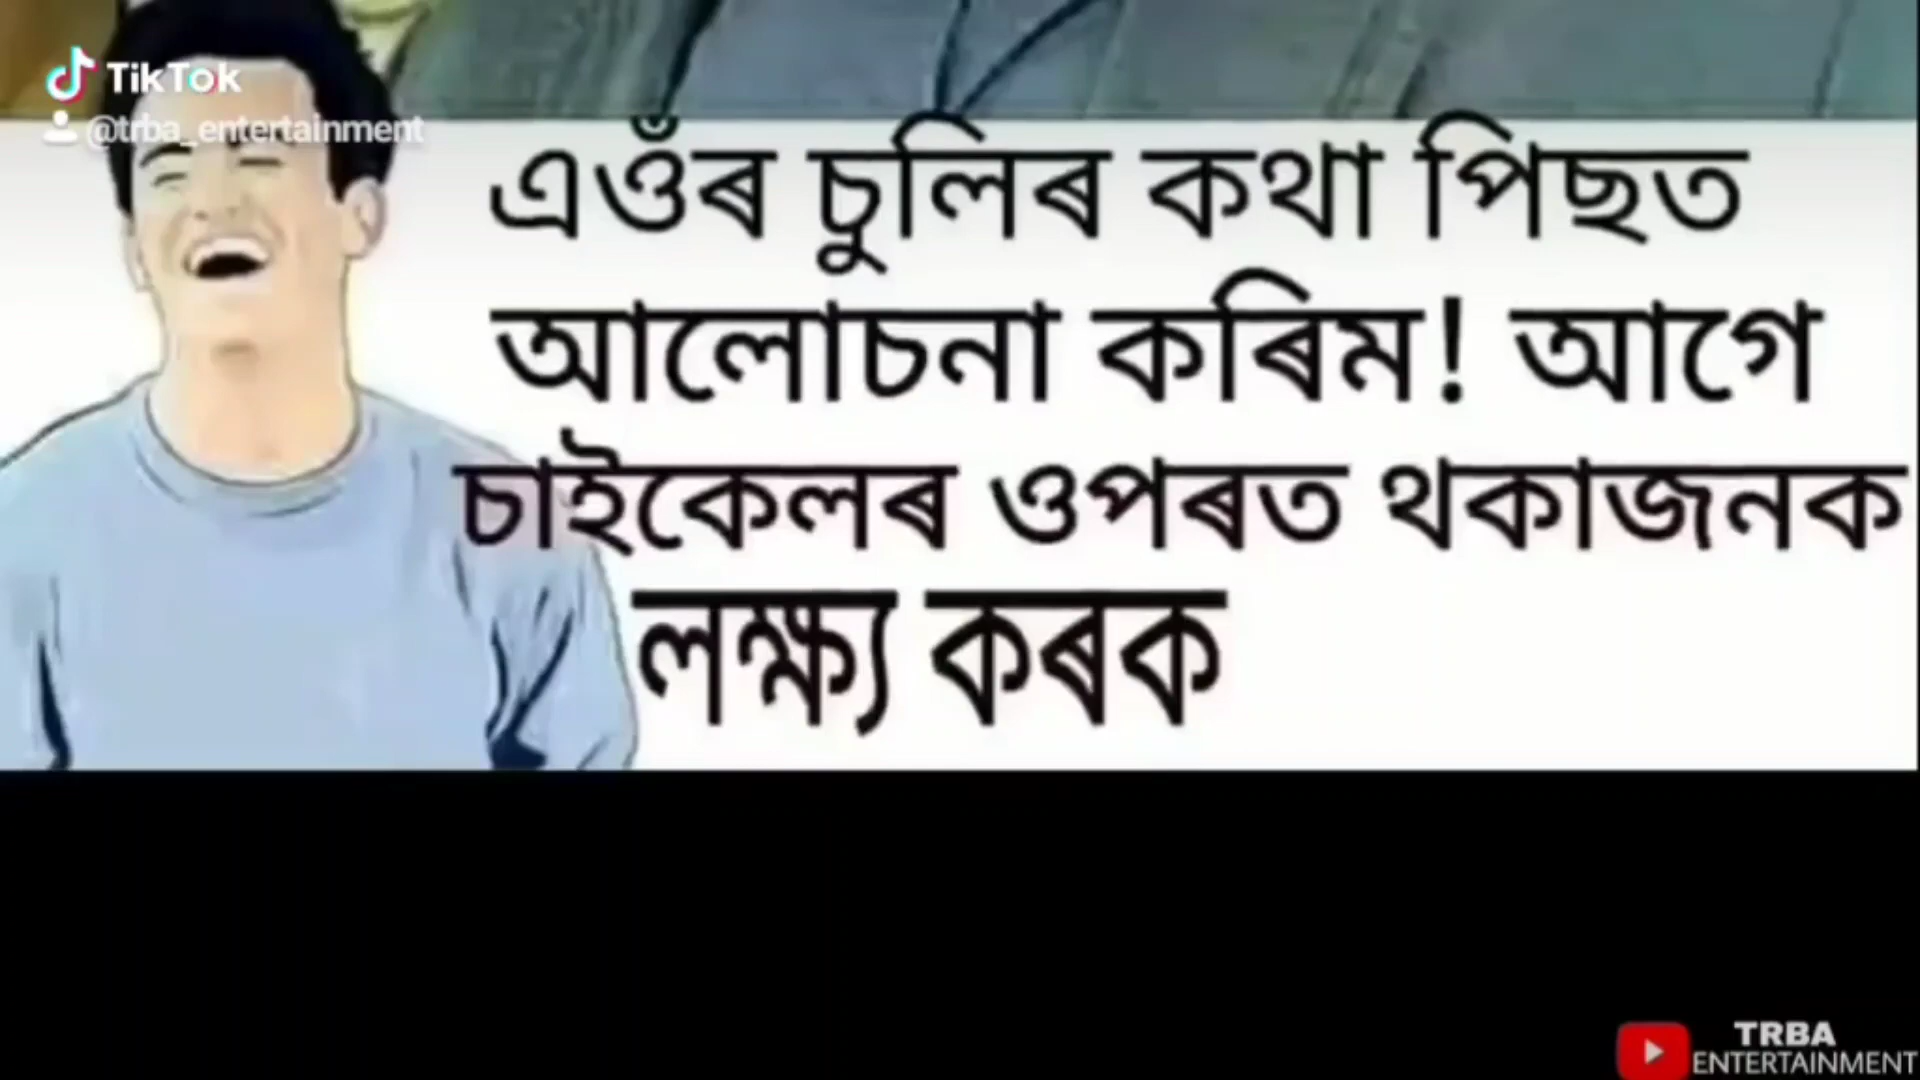 TikTok
@trba_entertainment
এওঁৰ চুলিৰ কথা পিছত
আলোচনা কৰিম! আগে
চাইকেলৰ ওপৰত থকাজনক
লক্ষ্য কৰক
TRBA
ENTERTAINMENT